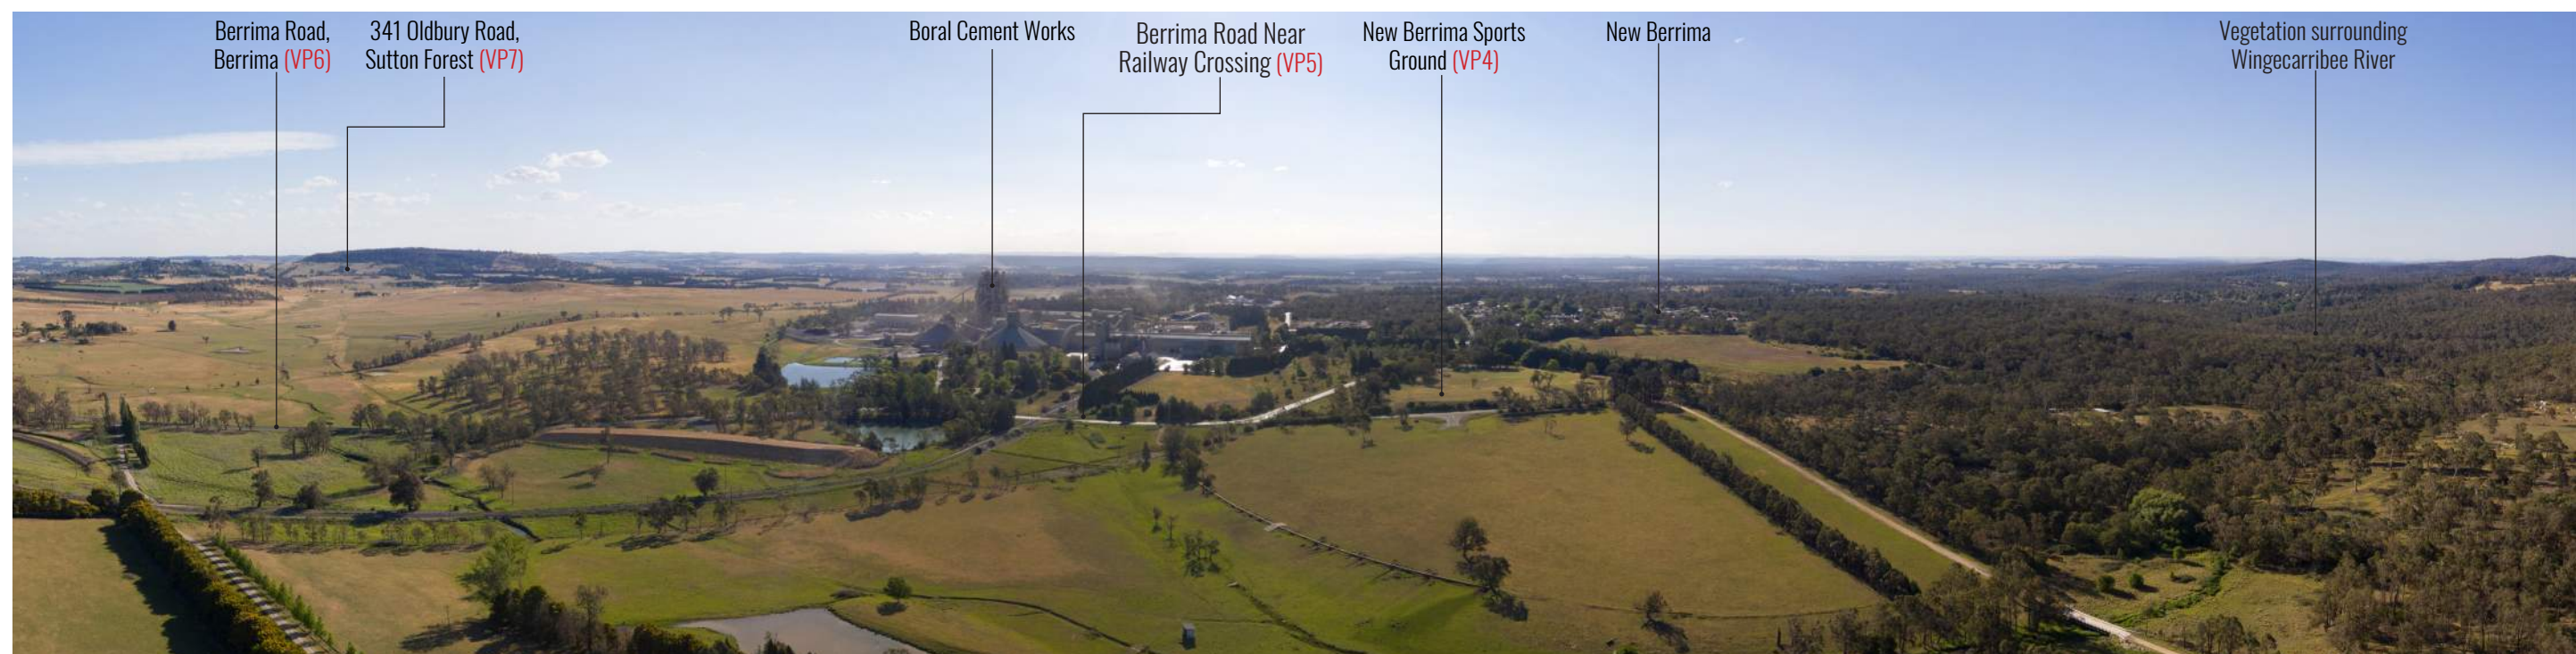 Berrima Road,
Berrima (VP6)
341 Oldbury Road,
Sutton Forest (VP7)
Boral Cement Works
Berrima Road Near
Railway Crossing (VP5)
New Berrima Sports
Ground (VP4)
New Berrima
Vegetation surrounding
Wingecarribee River